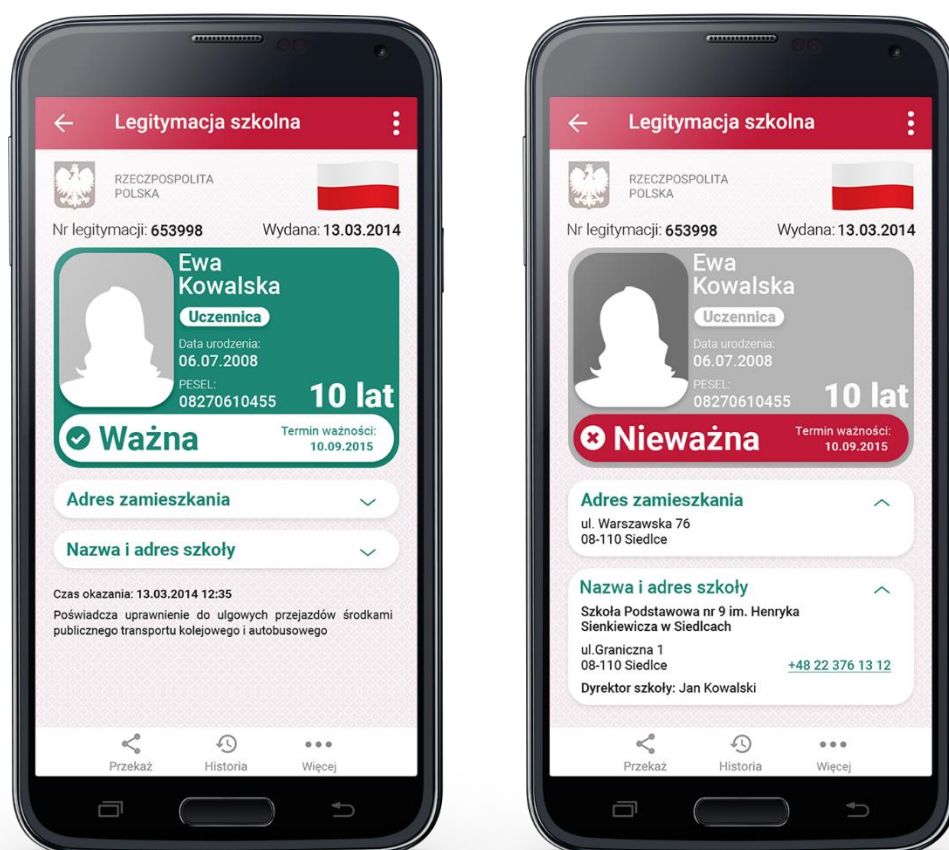 Legitymacja szkolna
RZECZPOSPOLITA
POLSKA
Nr legitymacji: 653998
Wydana: 13.03.2014
Ewa
Kowalska
Uczennica
Data urodzenia:
06.07.2008
PESEL:
08270610455
10 lat
Ważna
Termin ważności:
10.09.2015
Adres zamieszkania
Nazwa i adres szkoły
Czas okazania: 13.03.2014 12:35
Poświadcza uprawnienie do ulgowych przejazdów środkami
publicznego transportu kolejowego i autobusowego
Przekaż
Historia
Więcej
Legitymacja szkolna
RZECZPOSPOLITA
POLSKA
Nr legitymacji: 653998
Wydana: 13.03.2014
Ewa
Kowalska
Uczennica
Data urodzenia:
06.07.2008
PESEL:
08270610455
10 lat
Nieważna
Termin ważności:
10.09.2015
Adres zamieszkania
ul. Warszawska 76
08-110 Siedlce
Nazwa i adres szkoły
Szkoła Podstawowa nr 9 im. Henryka
Sienkiewicza w Siedlcach
ul.Graniczna 1
08-110 Siedlce
+48 22 376 13 12
Dyrektor szkoły: Jan Kowalski
Przekaż
Historia
Więcej